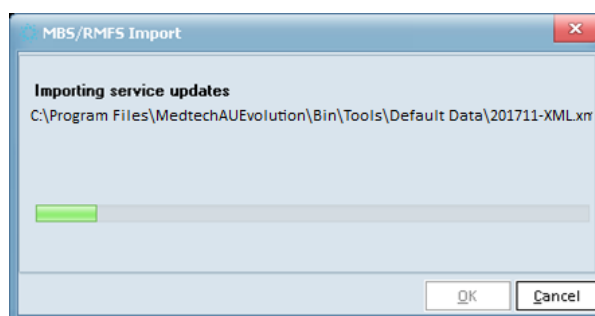 MBS/RMFS Import
Importing service updates
C:\Program Files\MedtechAUEvolution\Bin\Tools\Default Data\201711-XML.xm
OK
Cancel